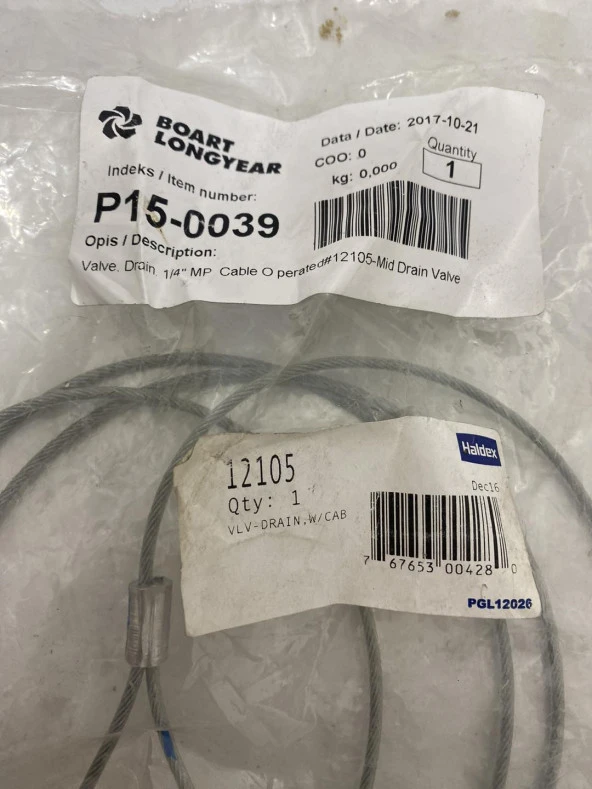 BOART
LONGYEAR
Data / Date: 2017-10-21
COO: 0
Quantity
kg: 0,000
1
Indeks / Item number:
P15-0039
Opis / Description:
Valve, Drain, 1/4" MP Cable O perated#12105-Mid Drain Valve
Haldex
12105
Dec16
Qty: 1
VLV-DRAIN,W/CAB
7 67653 00428 0
PGL12026